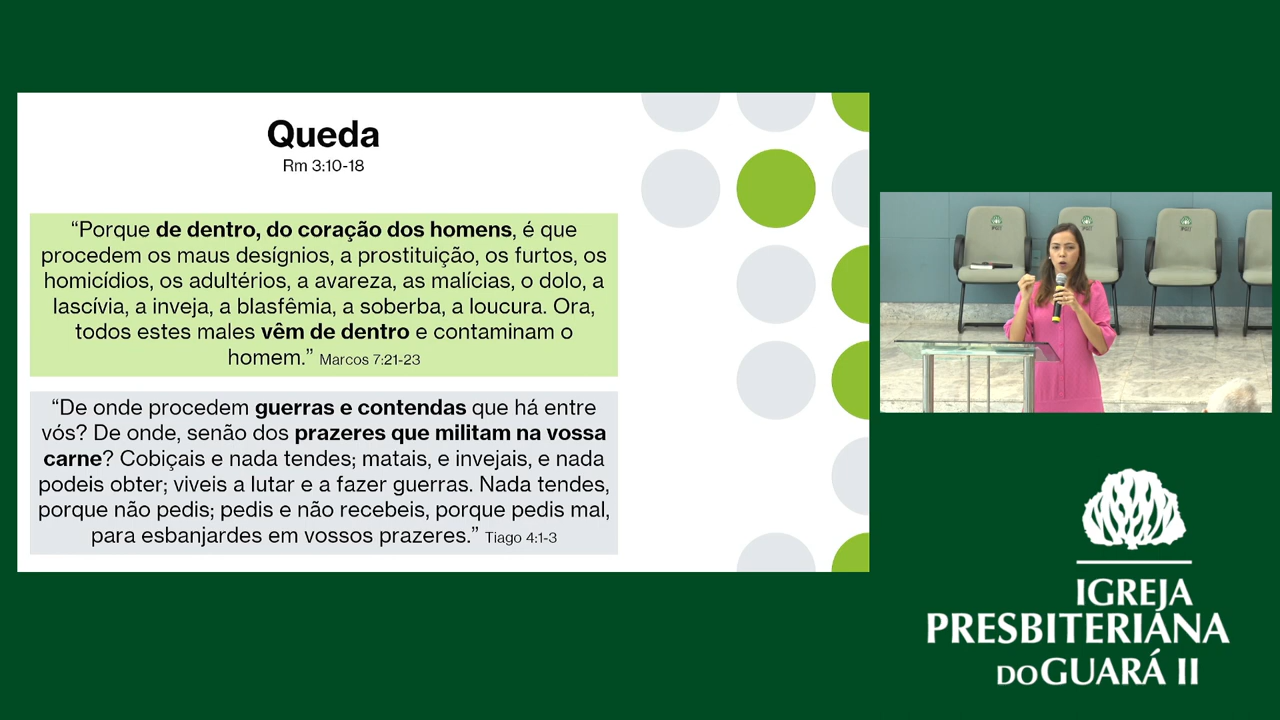 Queda
Rm 3:10-18
“Porque de dentro, do coração dos homens, é que
procedem os maus desígnios, a prostituição, os furtos, os
homicídios, os adultérios, a avareza, as malícias, o dolo, a
lascívia, a inveja, a blasfêmia, a soberba, a loucura. Ora,
todos estes males vêm de dentro e contaminam o
homem.” Marcos 7:21-23
“De onde procedem guerras e contendas que há entre
vós? De onde, senão dos prazeres que militam na vossa
carne? Cobiçais e nada tendes; matais, e invejais, e nada
podeis obter; viveis a lutar e a fazer guerras. Nada tendes,
porque não pedis; pedis e não recebeis, porque pedis mal,
para esbanjardes em vossos prazeres.” Tiago 4:1-3
IGREJA
PRESBITERIANA
DO GUARÁ II